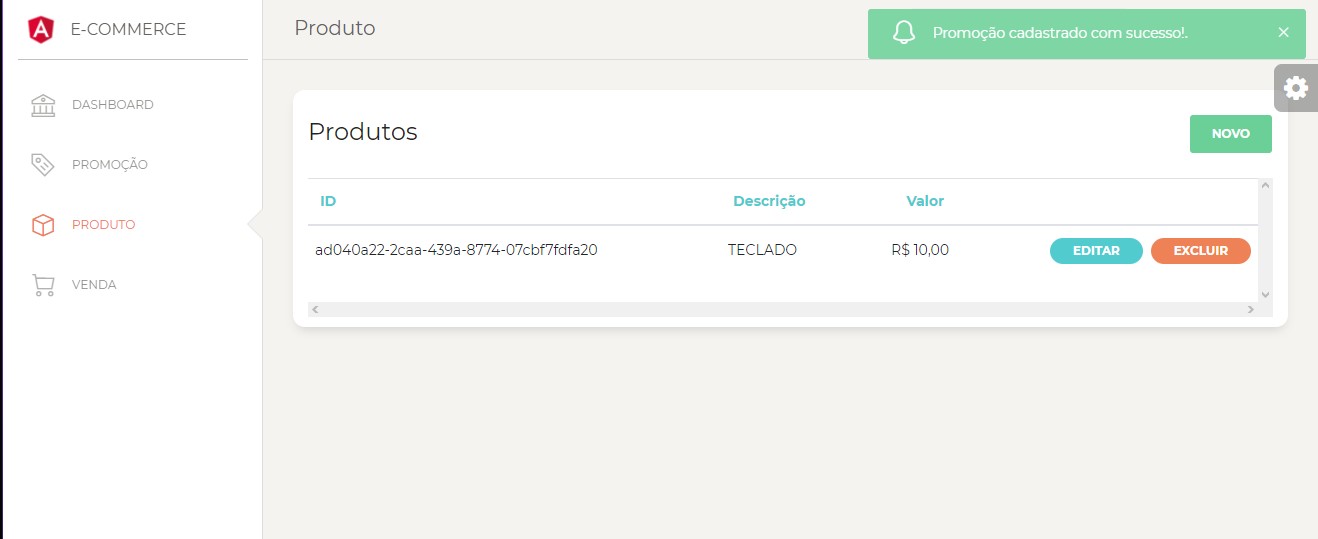 A
E-COMMERCE
DASHBOARD
PROMOÇÃO
PRODUTO
VENDA
Produto
Promoção cadastrado com sucesso!.
Produtos
NOVO
ID Descrição Valor
ad040a22-2caa-439a-8774-07cbf7fdfa20 TECLADO R$ 10,00 EDITAR EXCLUIR